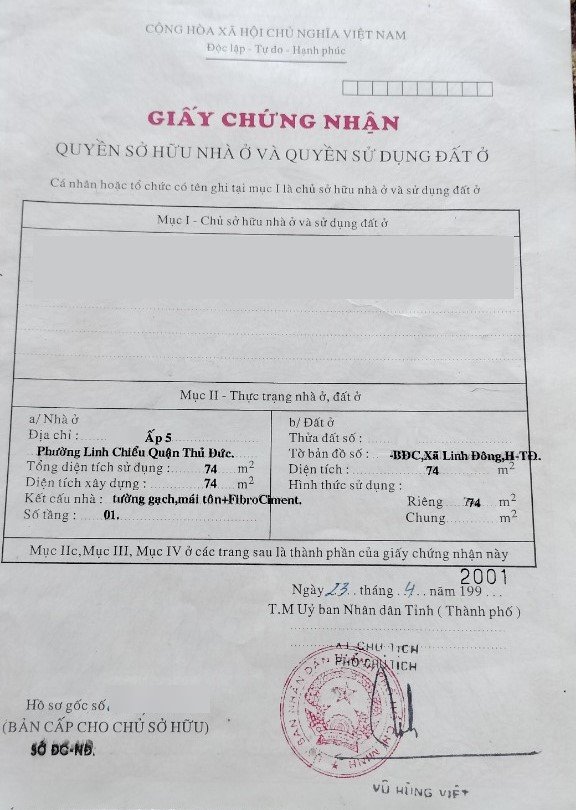 CỘNG HÒA XÃ HỘI CHỦ NGHĨA VIỆT NAM
Độc lập - Tự do - Hạnh phúc
GIẤY CHỨNG NHẬN
QUYỀN SỞ HỮU NHÀ Ở VÀ QUYỀN SỬ DỤNG ĐẤT Ở
Cá nhân hoặc tổ chức có tên ghi tại mục I là chủ sở hữu nhà ở và sử dụng đất ở
Mục I - Chủ sở hữu nhà ở và sử dụng đất ở
Mục II - Thực trạng nhà ở, đất ở
a/ Nhà ở
Địa chỉ : Ấp 5
Phường Linh Chiểu Quận Thủ Đức.
Tổng diện tích sử dụng : 74 m2
Diện tích xây dựng : 74 m2
Kết cấu nhà : tường gạch,mái tôn+FibroCiment.
Số tầng : 01.
b/ Đất ở
Thửa đất số :
Tờ bản đồ số : -BĐC,Xã Linh Đông,H-TĐ.
Diện tích : 74 m2
Hình thức sử dụng :
Riêng 74 m2
Chung m2
Mục IIc,Mục III, Mục IV ở các trang sau là thành phần của giấy chứng nhận này
Ngày 23 tháng 4 năm 199 2001
T.M Uỷ ban Nhân dân Tỉnh ( Thành phố )
KT CHỦ TỊCH
PHÓ CHỦ TỊCH
Hồ sơ gốc số.
(BẢN CẤP CHO CHỦ SỞ HỮU)
SỞ ĐC-NĐ.
VŨ HÙNG VIỆT